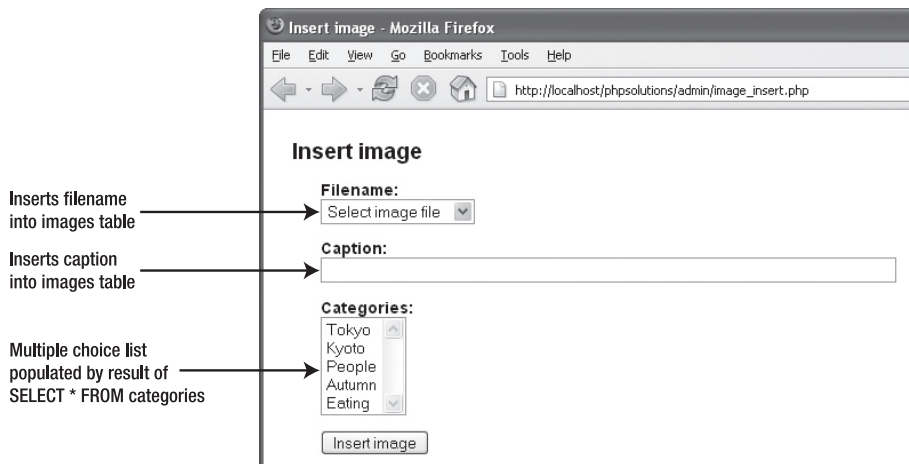 Insert image - Mozilla Firefox
File Edit View Go Bookmarks Tools Help
http://localhost/phpsolutions/admin/image_insert.php
Insert image
Filename:
Select image file
Inserts filename
into images table
Caption:
Inserts caption
into images table
Categories:
Tokyo
Kyoto
People
Autumn
Eating
Multiple choice list
populated by result of
SELECT * FROM categories
Insert image